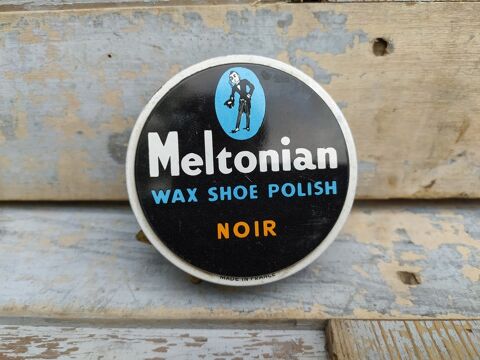 Meltonian
WAX SHOE POLISH
NOIR
MADE IN FRANCE